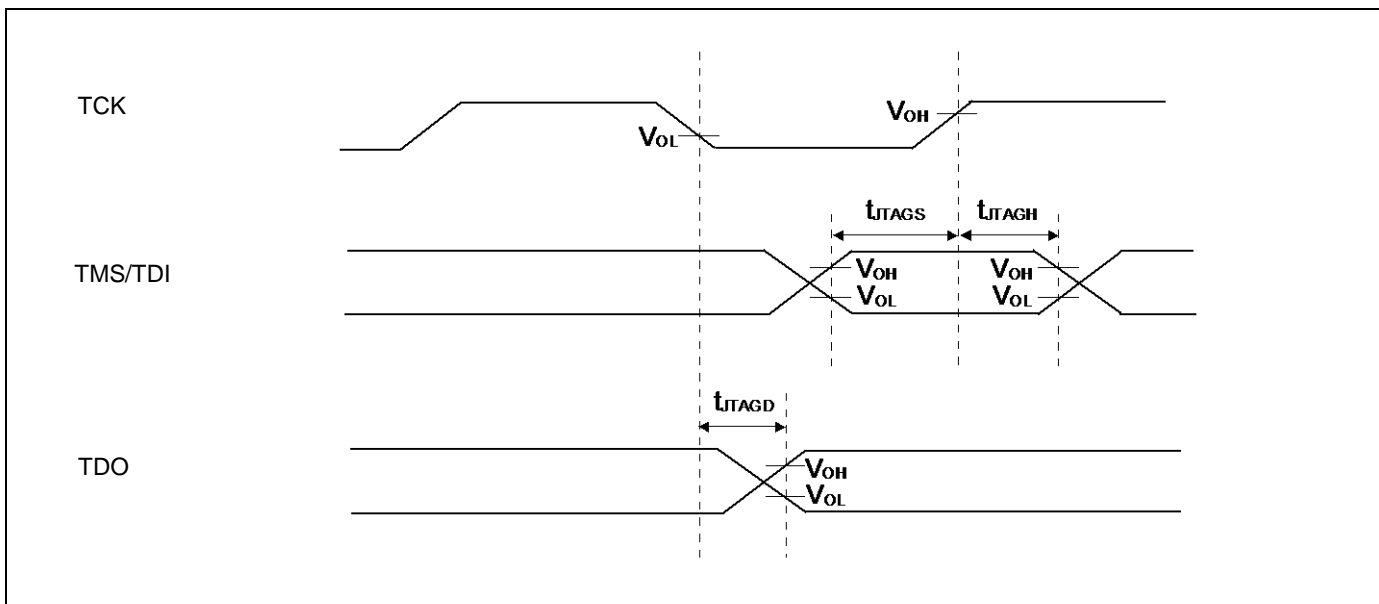 TCK
VOL
VOH
tJTAGS
tJTAGH
TMS/TDI
VOH
VOL
VOH
VOL
tJTAGD
TDO
VOH
VOL